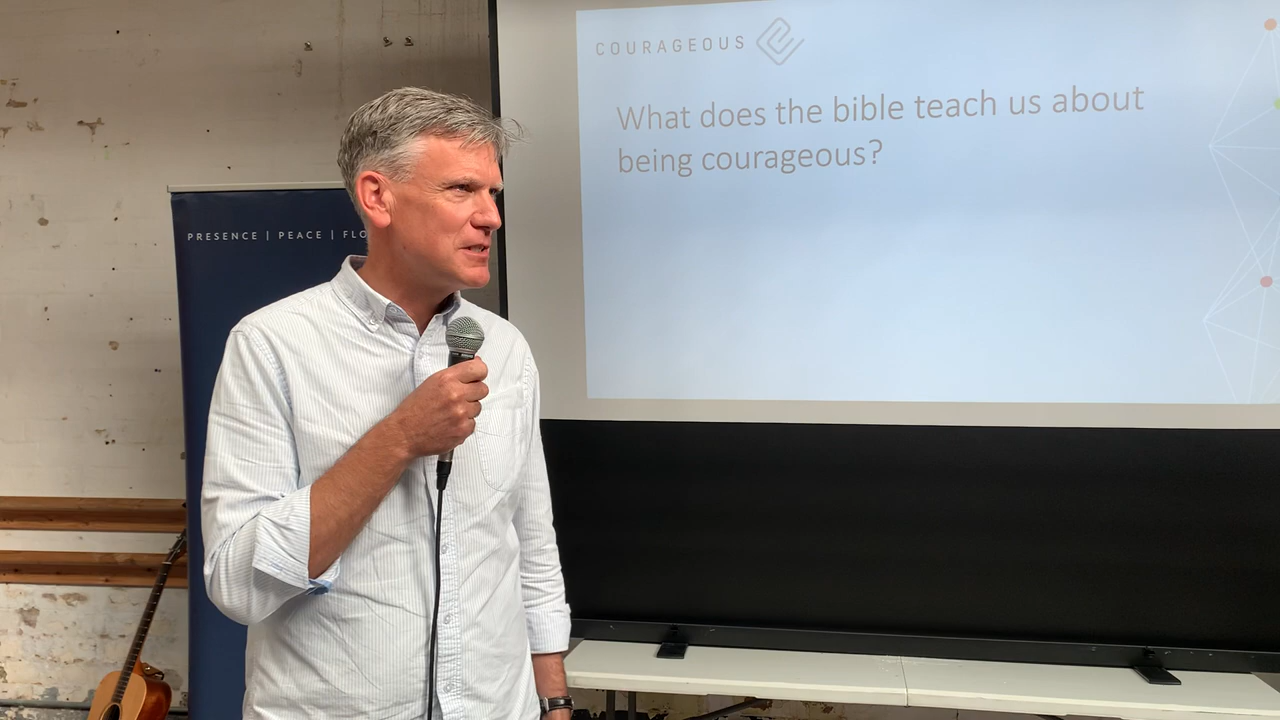 COURAGEOUS
What does the bible teach us about
being courageous?
PRESENCE | PEACE | FLO